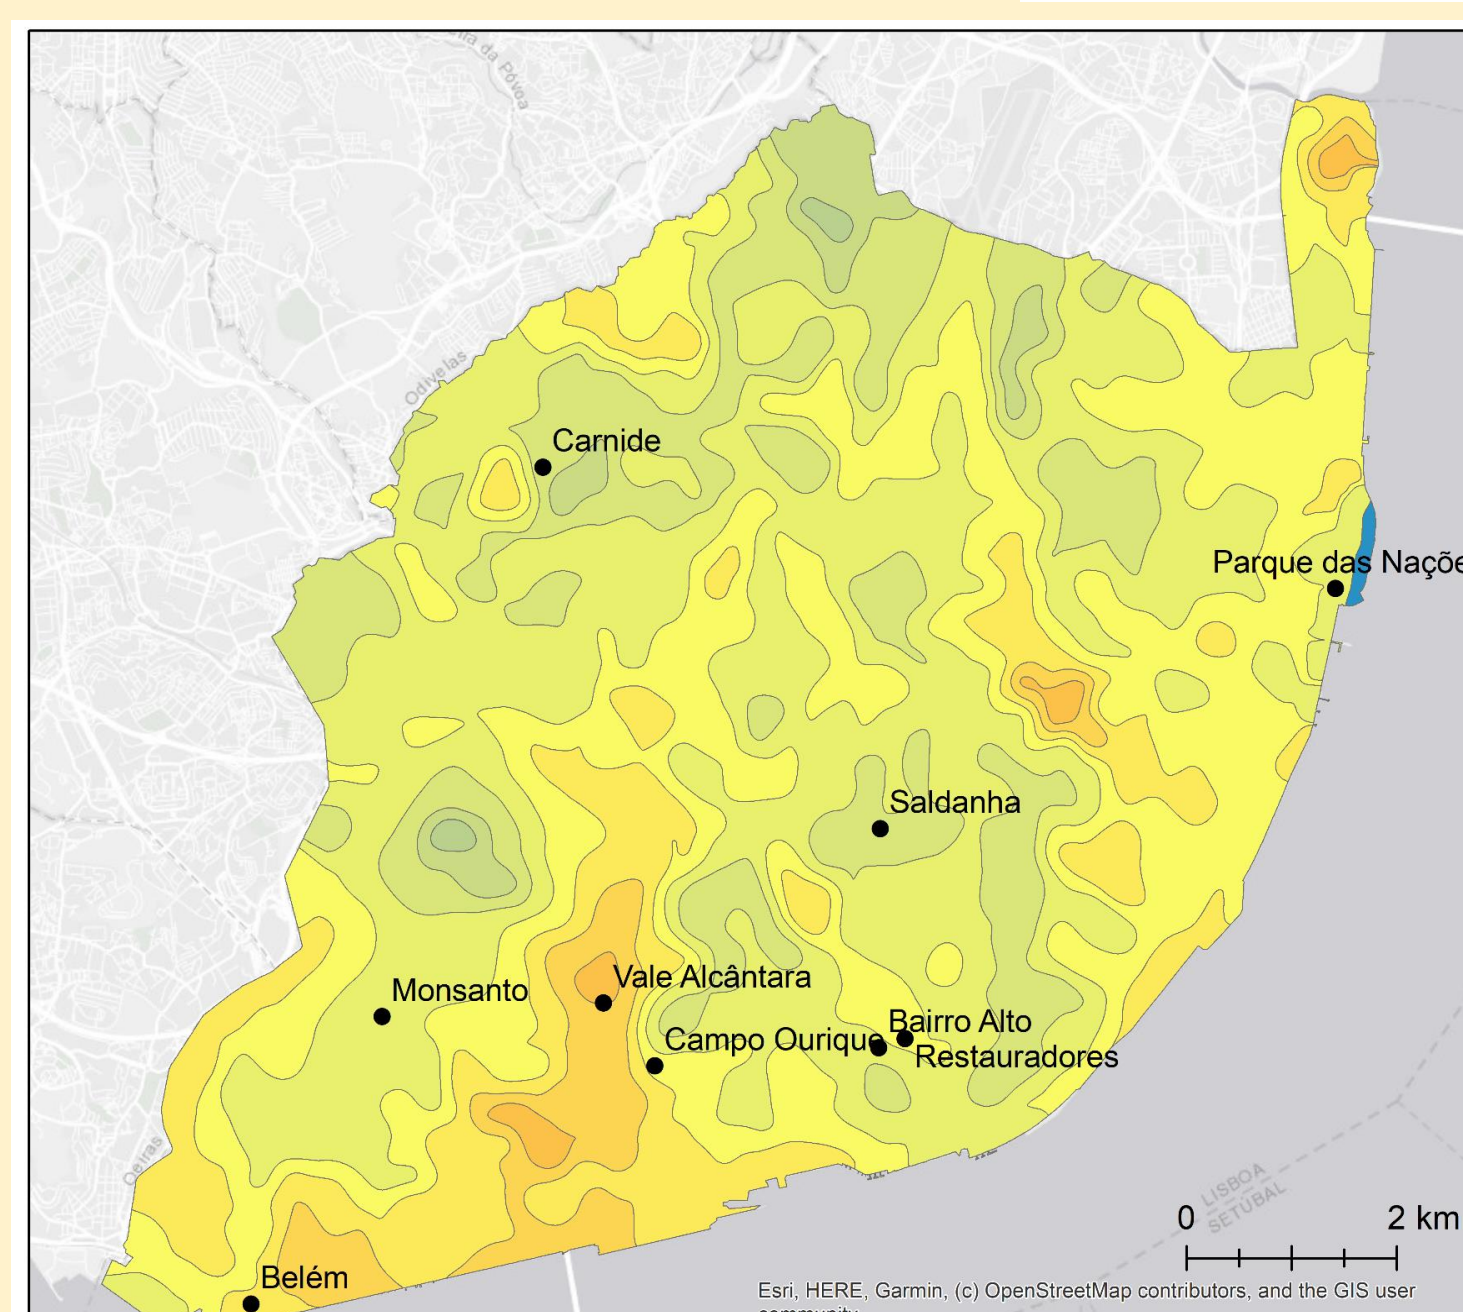 Odivelas
Carnide
Parque das Naçõe
Saldanha
Vale Alcântara
Monsanto
Bairro Alto
Campo Ourique
Restauradores
Oeiras
LISBOA
SETÚBAL
0 2 km
Belém
Esri, HERE, Garmin, (c) OpenStreetMap contributors, and the GIS user